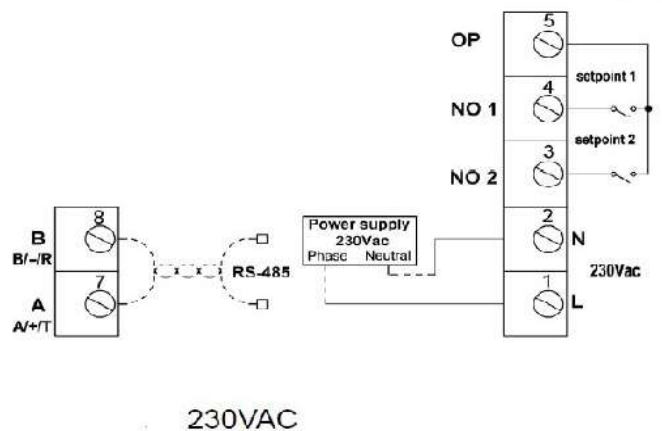 5
OP
setpoint 1
4
NO 1
setpoint 2
3
NO 2
8
B
B/-/R
RS-485
7
A
A/+/T
Power supply
230Vac
Phase Neutral
2
N
230Vac
1
L
230VAC